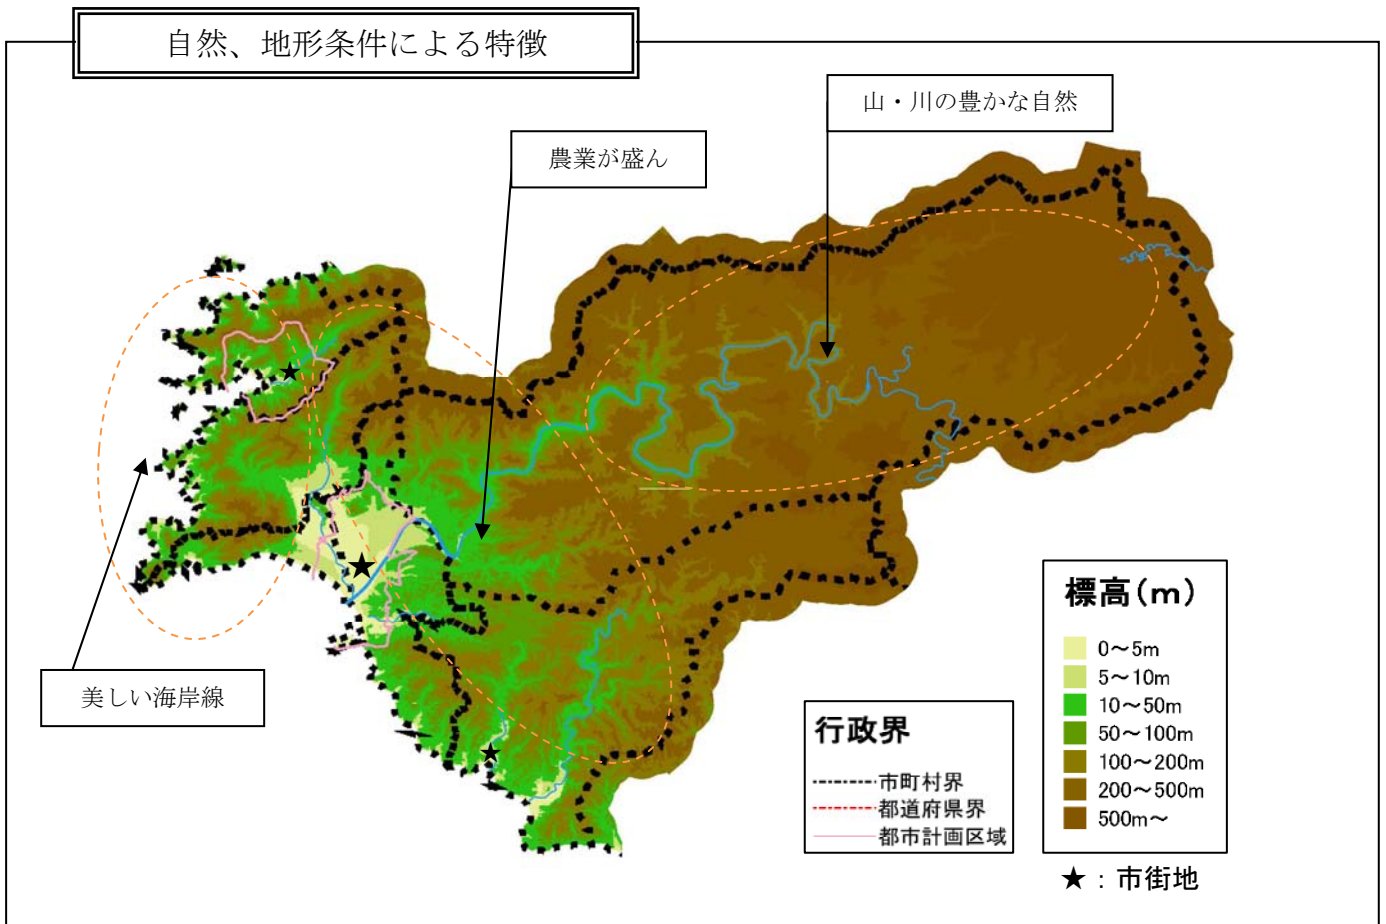 自然、地形条件による特徴
山・川の豊かな自然
農業が盛ん
美しい海岸線
行政界
市町村界
都道府県界
都市計画区域
標高(m)
0～5m
5～10m
10～50m
50～100m
100～200m
200～500m
500m～
★：市街地